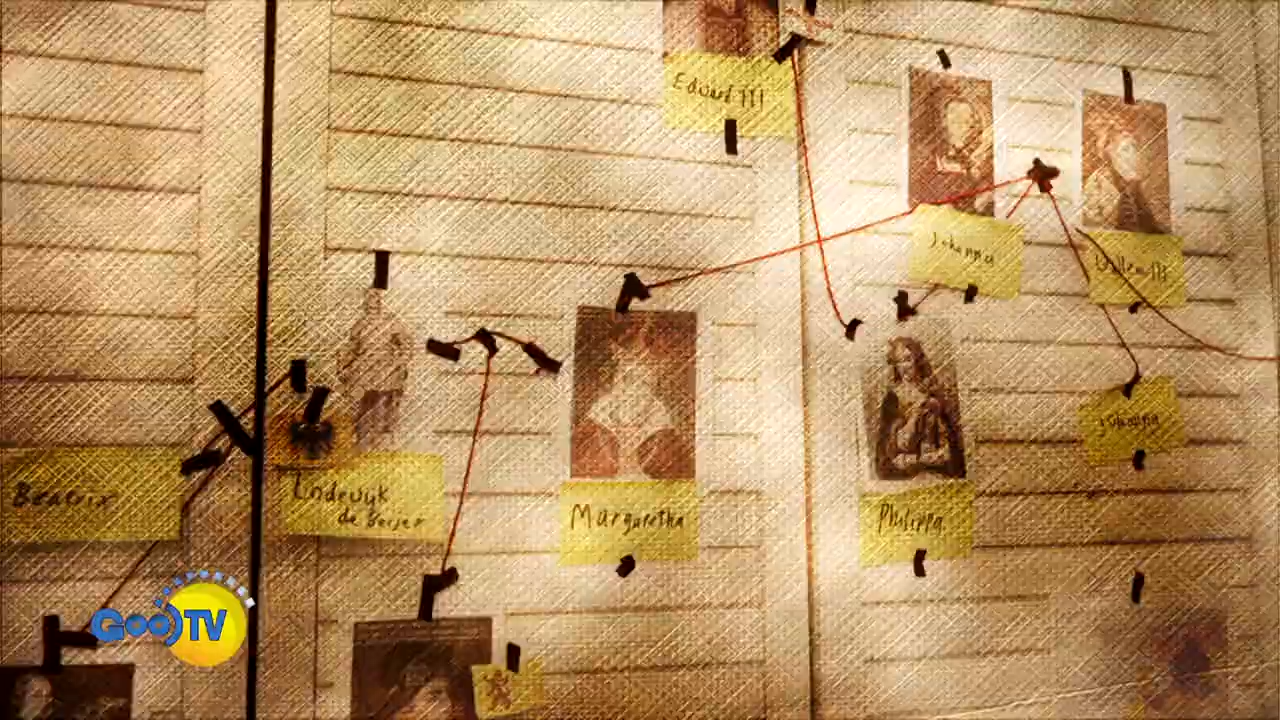 Edward III
Johanna
Willem III
Johanna
Beatrix
Lodewijk
de Beijer
Margaretha
Philippa
GooiTV